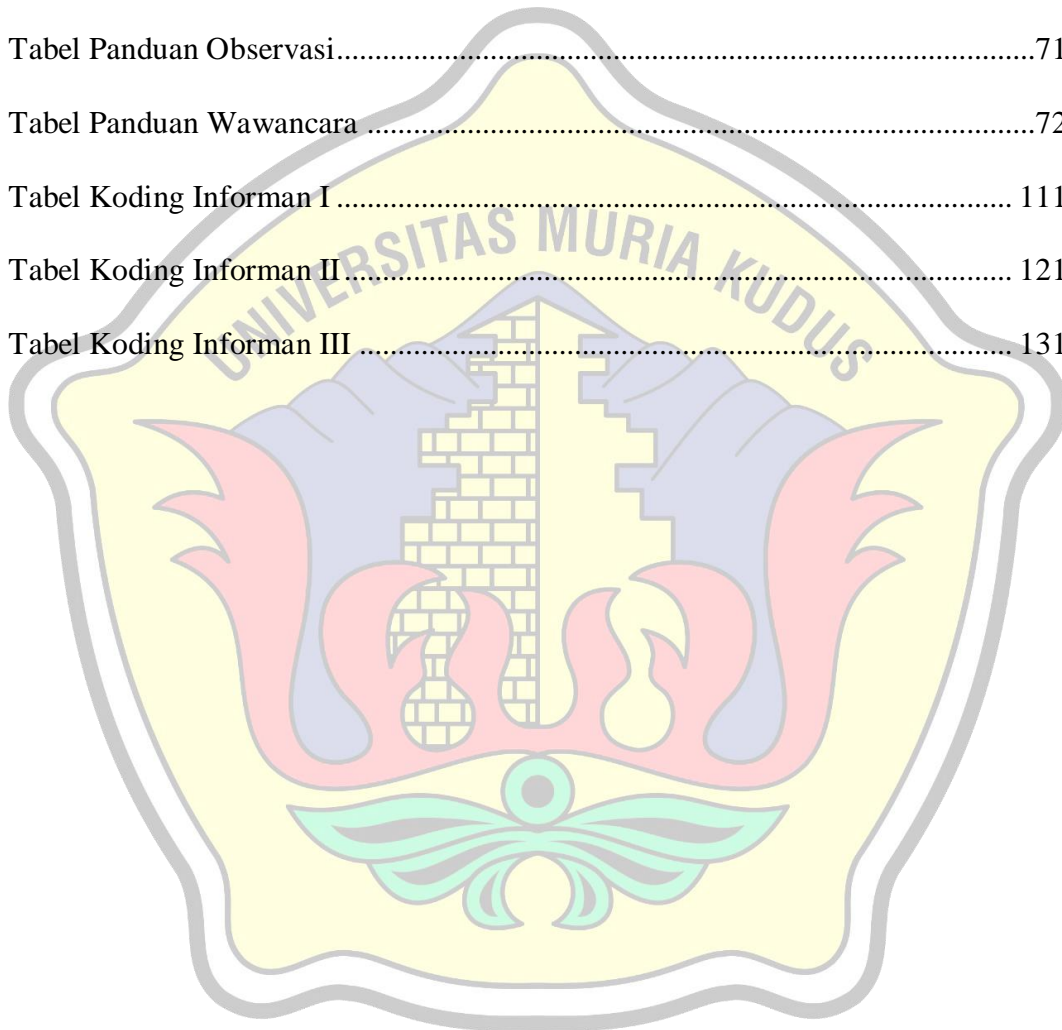 Tabel Panduan Observasi....................................................................................71
Tabel Panduan Wawancara ................................................................................72
Tabel Koding Informan I ................................................................................. 111
Tabel Koding Informan II ................................................................................ 121
Tabel Koding Informan III ............................................................................... 131
UNIVERSITAS MURIA KUDUS